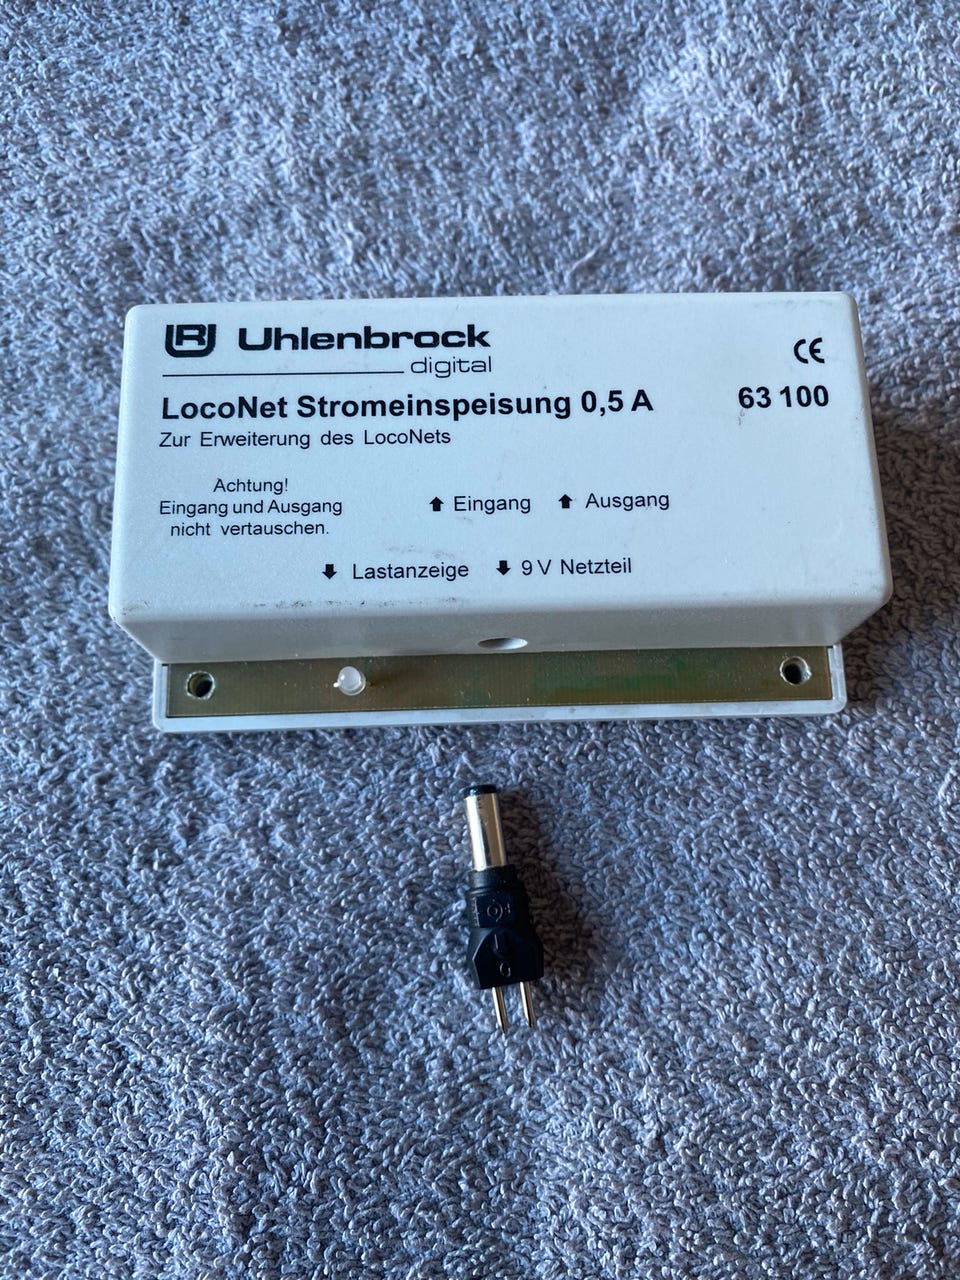 Uhlenbrock
digital
LocoNet Stromeinspeisung 0,5 A 63 100
Zur Erweiterung des LocoNets
Achtung!
Eingang und Ausgang
nicht vertauschen.
Eingang Ausgang
Lastanzeige 9 V Netzteil